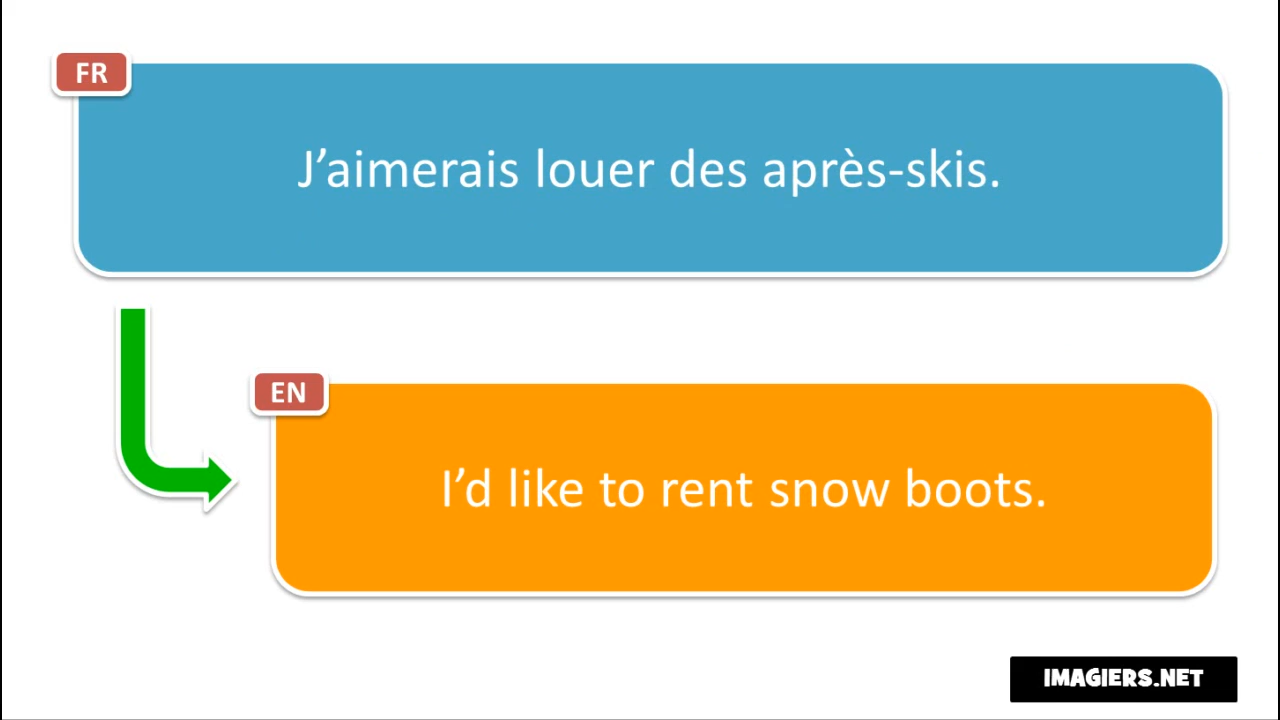 FR
J’aimerais louer des après-skis.
EN
I’d like to rent snow boots.
IMAGIERS.NET